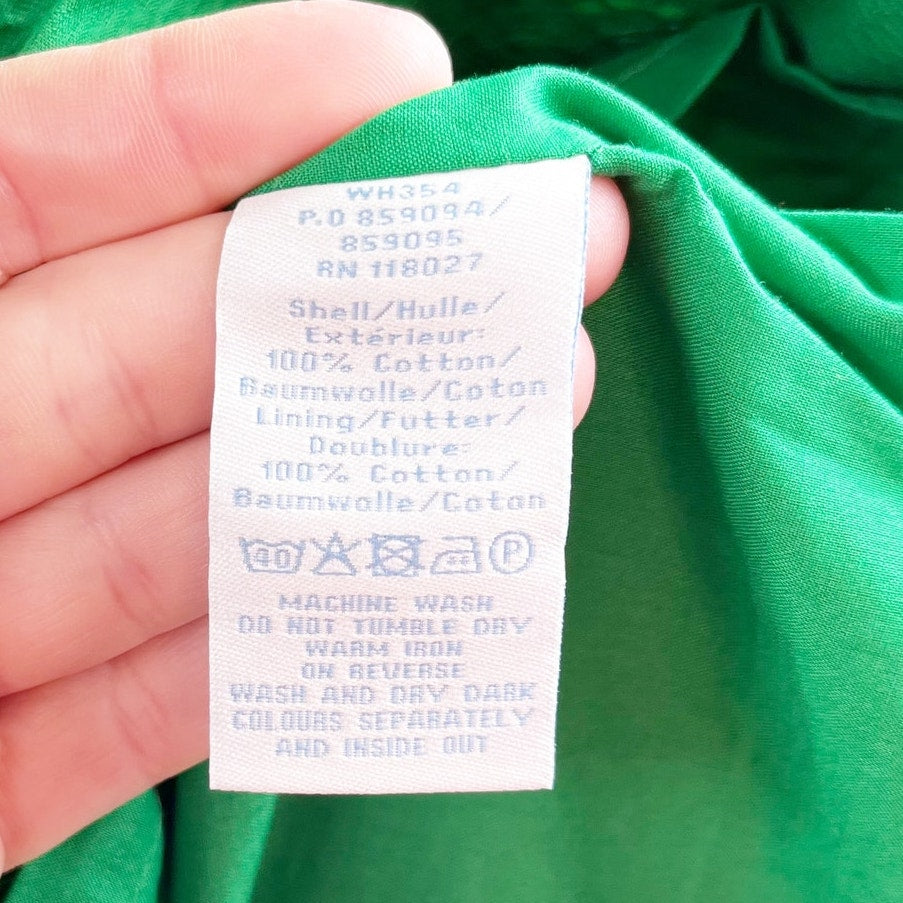 WH354
P.O 859094/
859095
RN 118027
Shell/Hulle/
Extérieur:
100% Cotton/
Baumwolle/Coton
Lining/Futter/
Doublure:
100% Cotton/
Baumwolle/Coton
40 P
MACHINE WASH
DO NOT TUMBLE DRY
WARM IRON
ON REVERSE
WASH AND DRY DARK
COLOURS SEPARATELY
AND INSIDE OUT